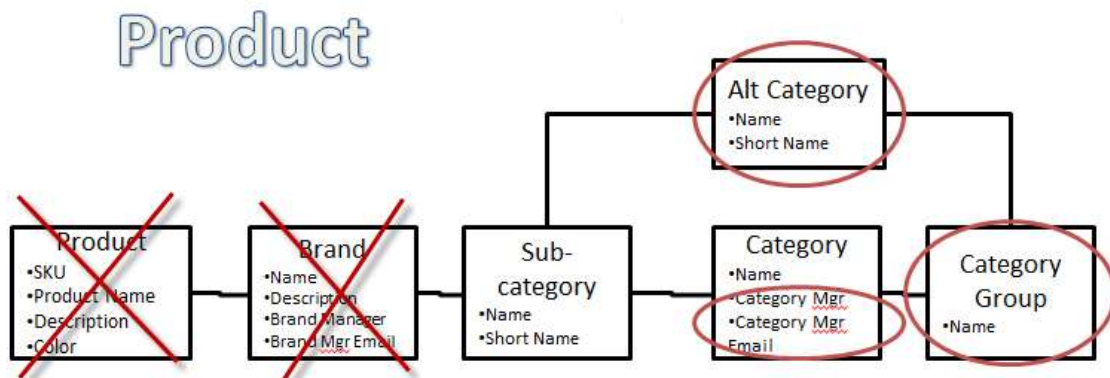 Product
Alt Category
•Name
•Short Name
Product
•SKU
•Product Name
•Description
•Color
Brand
•Name
•Description
•Brand Manager
•Brand Mgr Email
Sub-
category
•Name
•Short Name
Category
•Name
•Category Mgr
•Category Mgr
Email
Category
Group
•Name